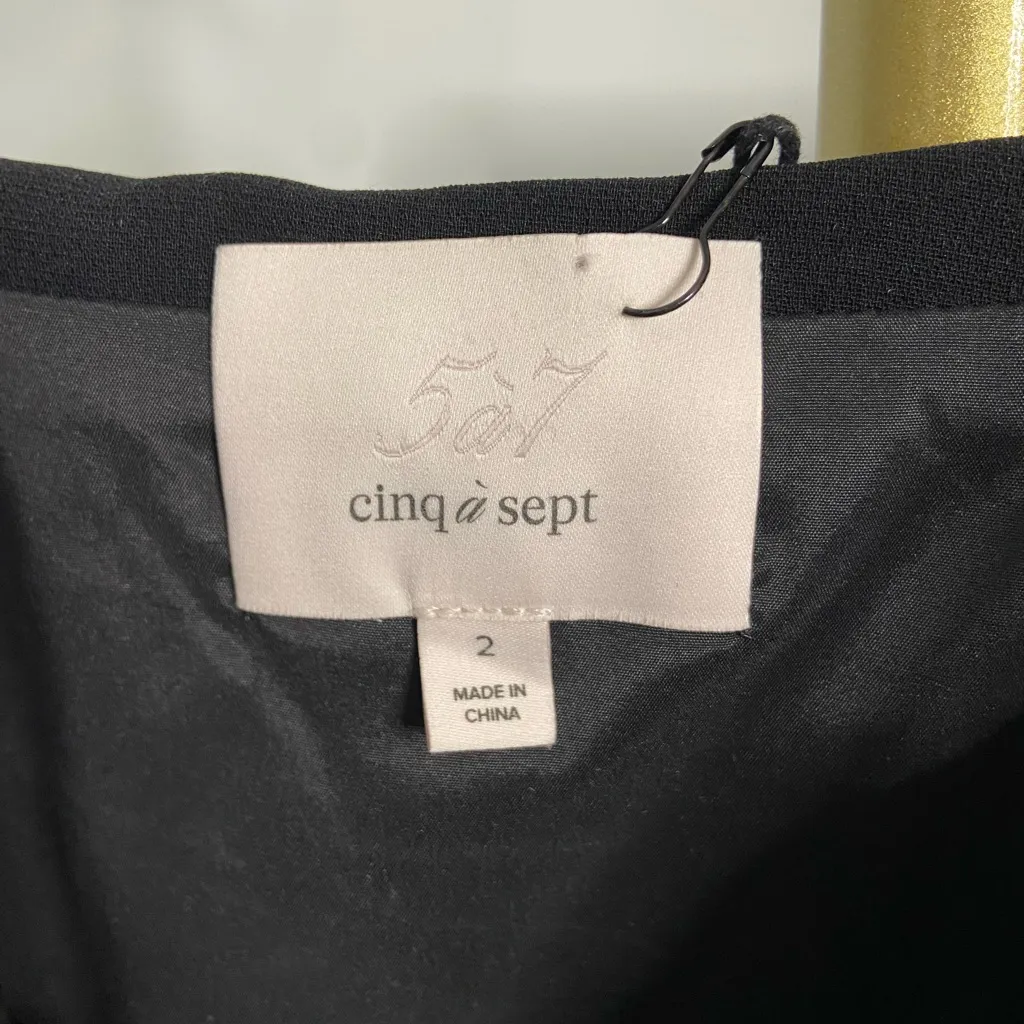 5à7
cinq à sept
2
MADE IN
CHINA